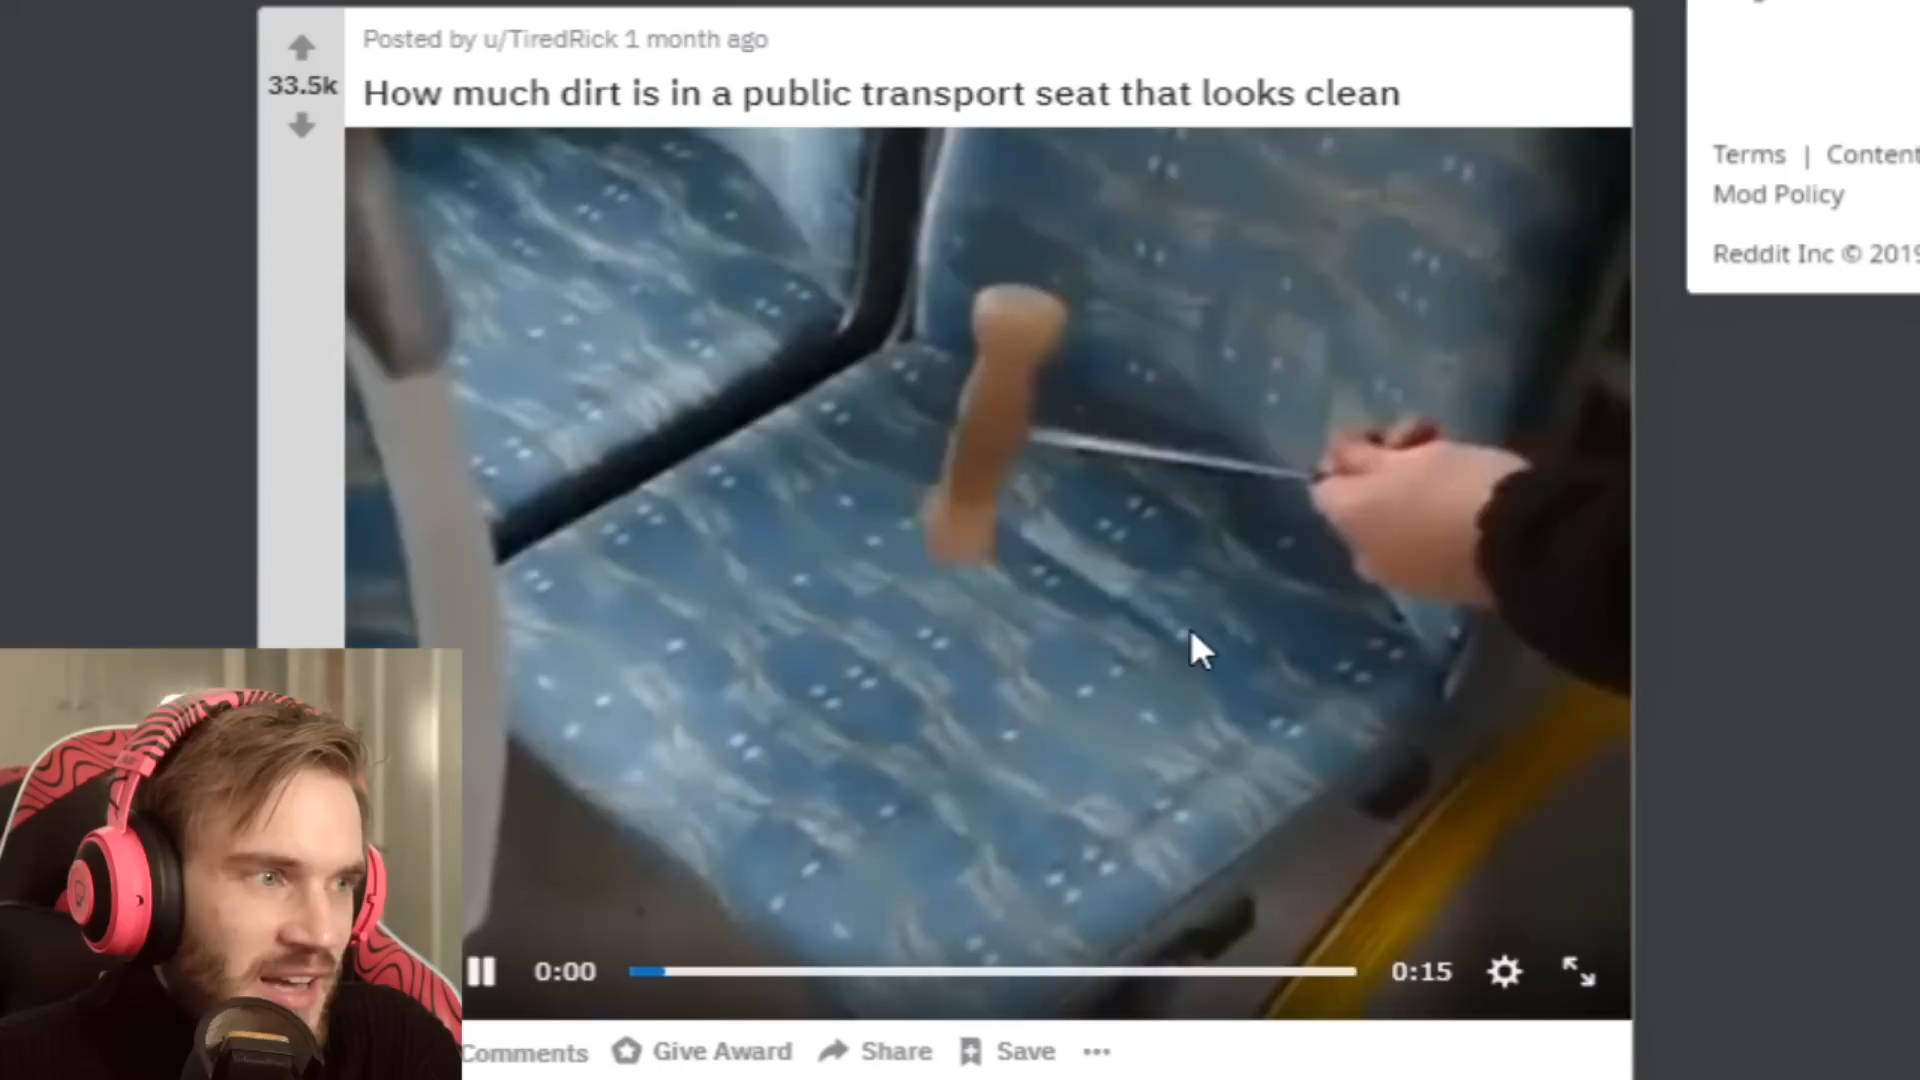 Posted by u/TiredRick 1 month ago
33.5k
How much dirt is in a public transport seat that looks clean
Terms | Content
Mod Policy
Reddit Inc © 2019
0:00
0:15
Comments
Give Award
Share
Save